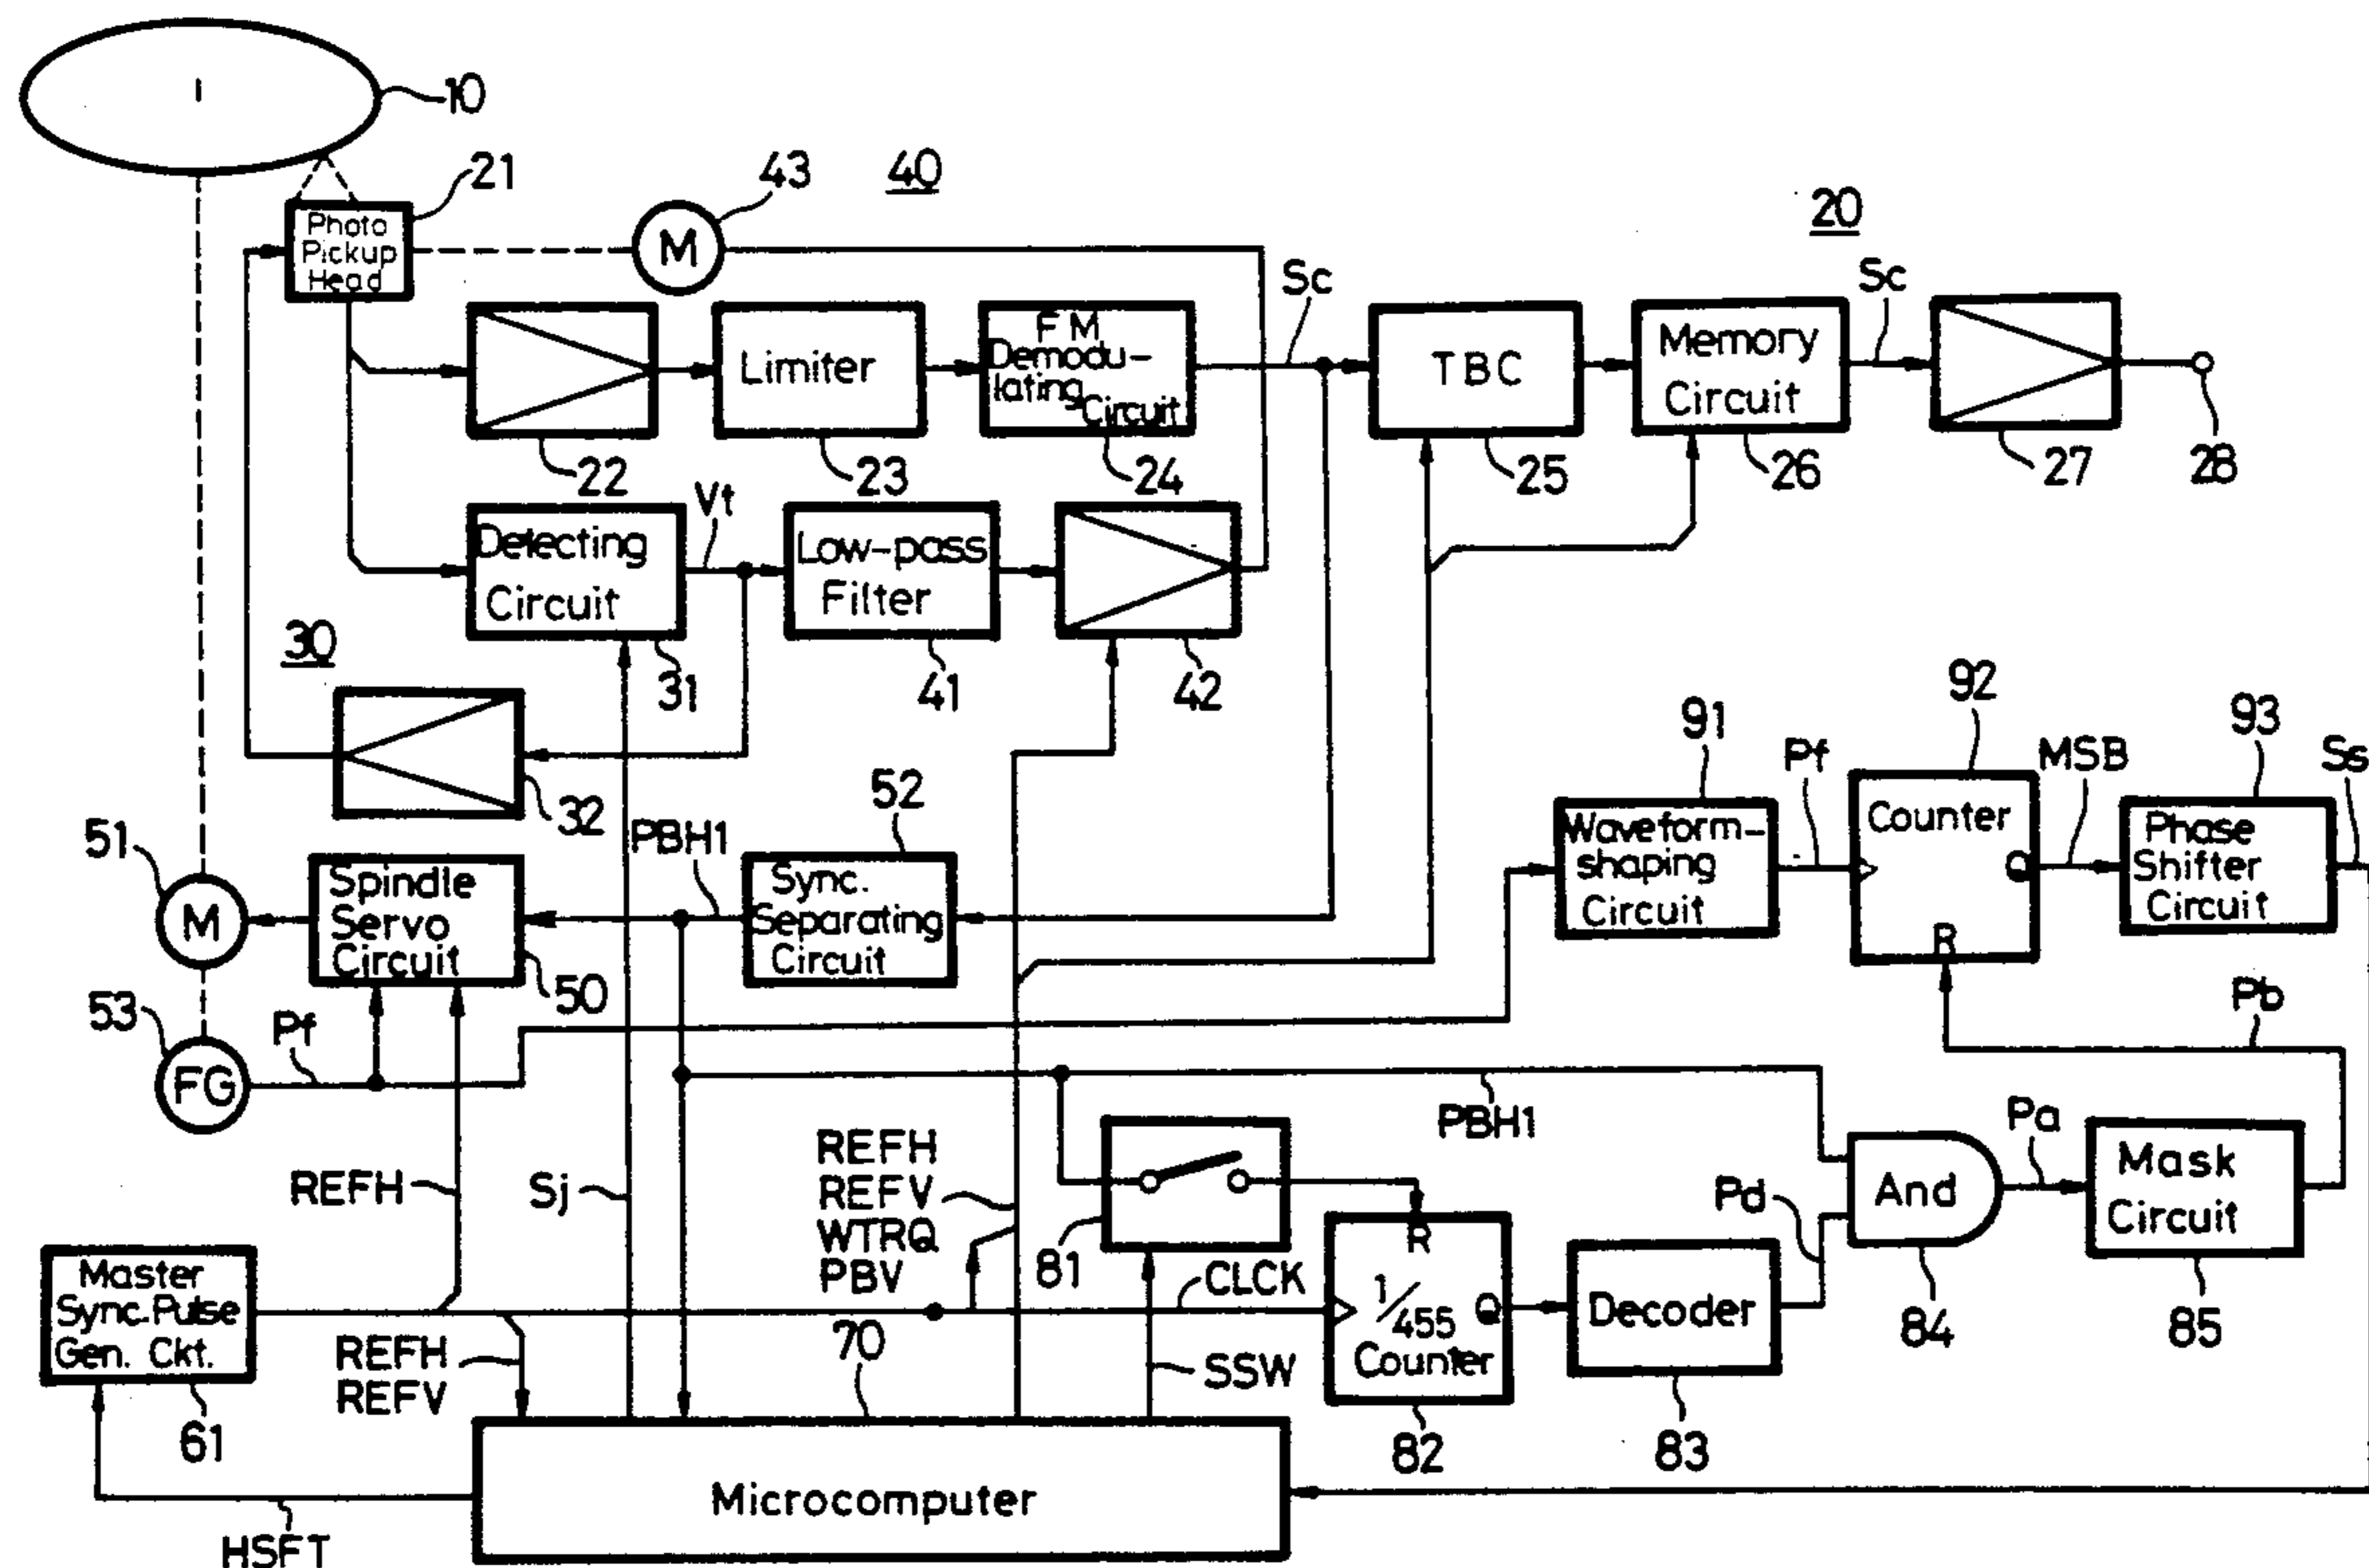 10
21
Photo
Pickup
Head
43
M
40
20
Sc
Sc
22
Limiter
23
FM
Demodu-
lating
Circuit
24
TBC
25
Memory
Circuit
26
27
28
Detecting
Circuit
31
Vt
Low-pass
Filter
41
42
30
32
91
Waveform-
shaping
Circuit
Pf
92
Counter
Q
R
MSB
93
Phase
Shifter
Circuit
Ss
51
M
Spindle
Servo
Circuit
50
PBH1
52
Sync.
Separating
Circuit
53
FG
Pf
Pb
REFH
Sj
REFH
REFV
WTRQ
PBV
81
PBH1
CLCK
R
1/455
Q
Counter
82
Decoder
83
Pd
And
84
Pa
Mask
Circuit
85
Master
Sync.Pulse
Gen. Ckt.
61
REFH
REFV
70
SSW
Microcomputer
HSFT